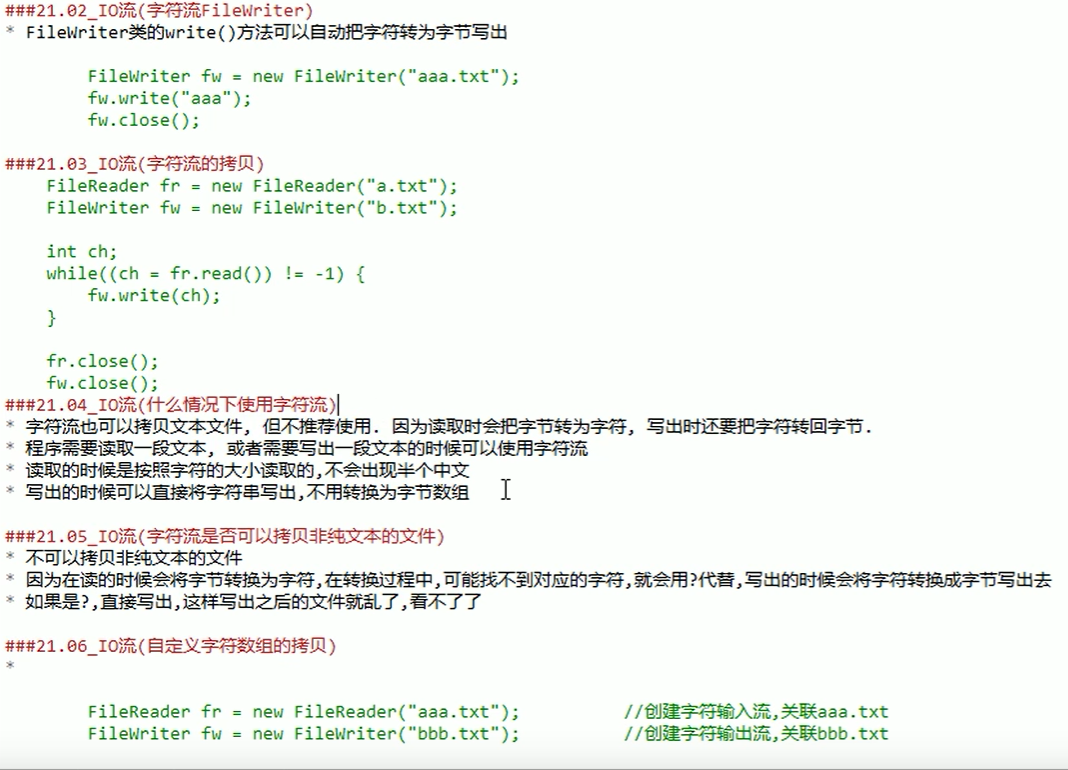 ###21.02_IO流(字符流FileWriter)
* FileWriter类的write()方法可以自动把字符转为字节写出
FileWriter fw = new FileWriter("aaa.txt");
fw.write("aaa");
fw.close();
###21.03_IO流(字符流的拷贝)
FileReader fr = new FileReader("a.txt");
FileWriter fw = new FileWriter("b.txt");
int ch;
while((ch = fr.read()) != -1) {
fw.write(ch);
}
fr.close();
fw.close();
###21.04_IO流(什么情况下使用字符流)
* 字符流也可以拷贝文本文件, 但不推荐使用. 因为读取时会把字节转为字符, 写出时还要把字符转回字节.
* 程序需要读取一段文本, 或者需要写出一段文本的时候可以使用字符流
* 读取的时候是按照字符的大小读取的,不会出现半个中文
* 写出的时候可以直接将字符串写出,不用转换为字节数组
###21.05_IO流(字符流是否可以拷贝非纯文本的文件)
* 不可以拷贝非纯文本的文件
* 因为在读的时候会将字节转换为字符,在转换过程中,可能找不到对应的字符,就会用?代替,写出的时候会将字符转换成字节写出去
* 如果是?,直接写出,这样写出之后的文件就乱了,看不了了
###21.06_IO流(自定义字符数组的拷贝)
*
FileReader fr = new FileReader("aaa.txt"); //创建字符输入流,关联aaa.txt
FileWriter fw = new FileWriter("bbb.txt"); //创建字符输出流,关联bbb.txt